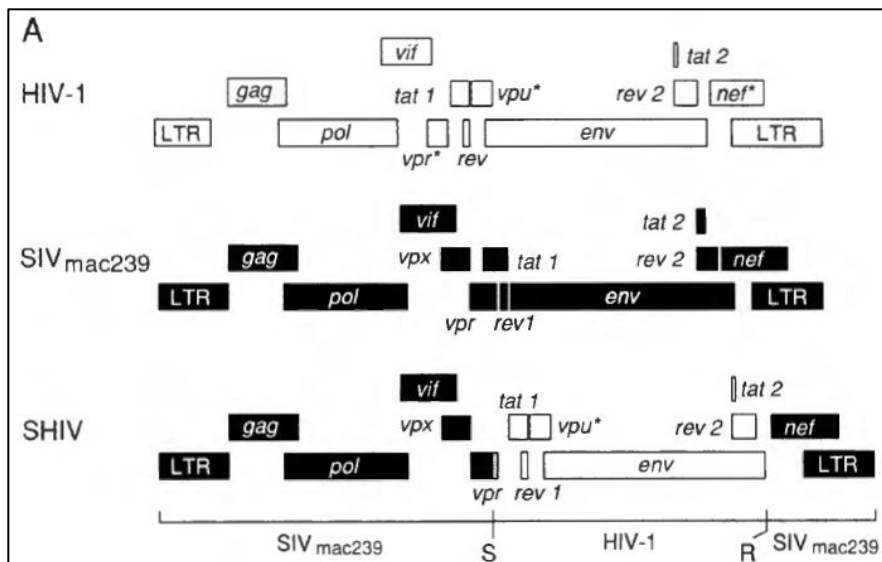 A
vif
tat 2
HIV-1 gag tat 1 vpu* rev 2 nef*
LTR pol env LTR
vpr* rev
vif tat 2
SIVmac239 gag vpx tat 1 rev 2 nef
LTR pol env LTR
vpr rev1
vif tat 1 tat 2
SHIV gag vpx vpu* rev 2 nef
LTR pol env LTR
vpr rev 1
SIVmac239 S HIV-1 R SIVmac239